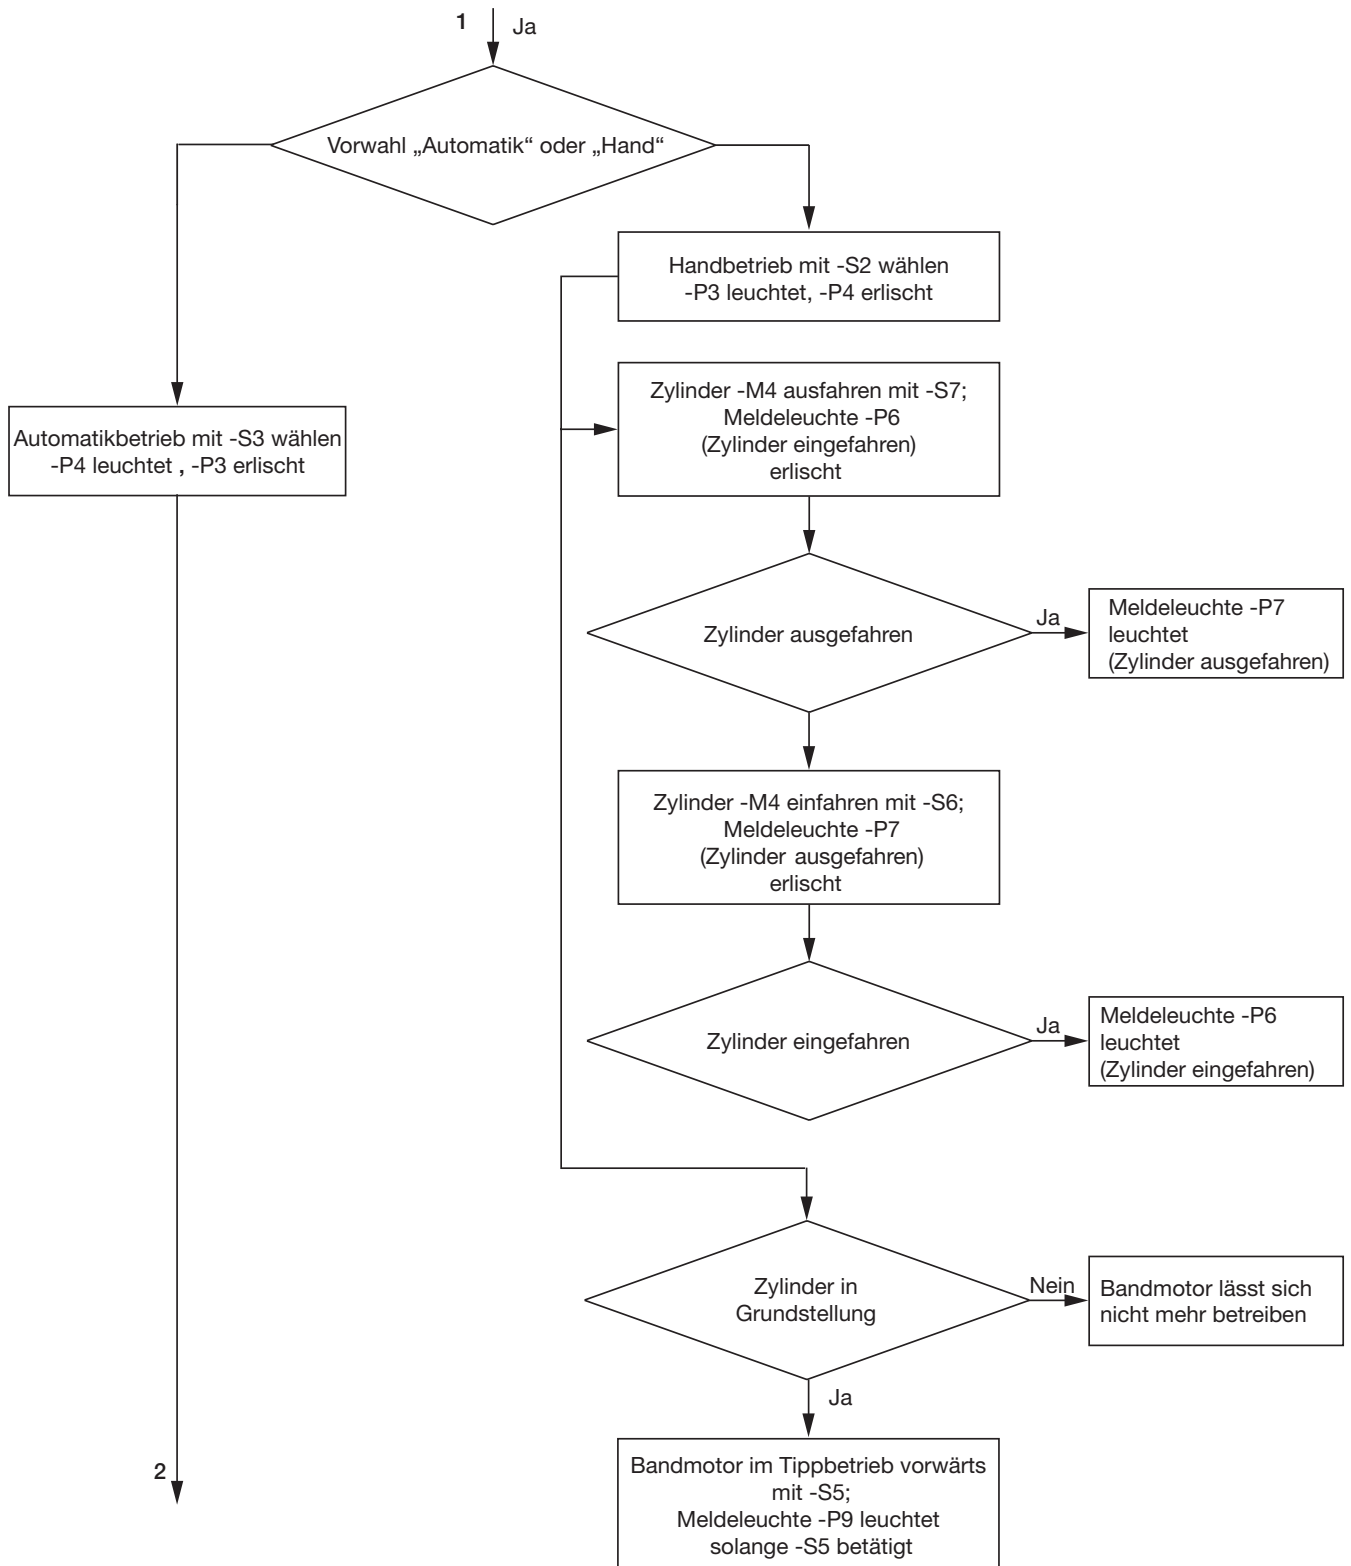 1
Ja
Vorwahl „Automatik“ oder „Hand“
Handbetrieb mit -S2 wählen
-P3 leuchtet, -P4 erlischt
Zylinder -M4 ausfahren mit -S7;
Meldeleuchte -P6
(Zylinder eingefahren)
erlischt
Automatikbetrieb mit -S3 wählen
-P4 leuchtet , -P3 erlischt
Zylinder ausgefahren
Ja
Meldeleuchte -P7
leuchtet
(Zylinder ausgefahren)
Zylinder -M4 einfahren mit -S6;
Meldeleuchte -P7
(Zylinder ausgefahren)
erlischt
Zylinder eingefahren
Ja
Meldeleuchte -P6
leuchtet
(Zylinder eingefahren)
Zylinder in
Grundstellung
Nein
Bandmotor lässt sich
nicht mehr betreiben
Ja
2
Bandmotor im Tippbetrieb vorwärts
mit -S5;
Meldeleuchte -P9 leuchtet
solange -S5 betätigt